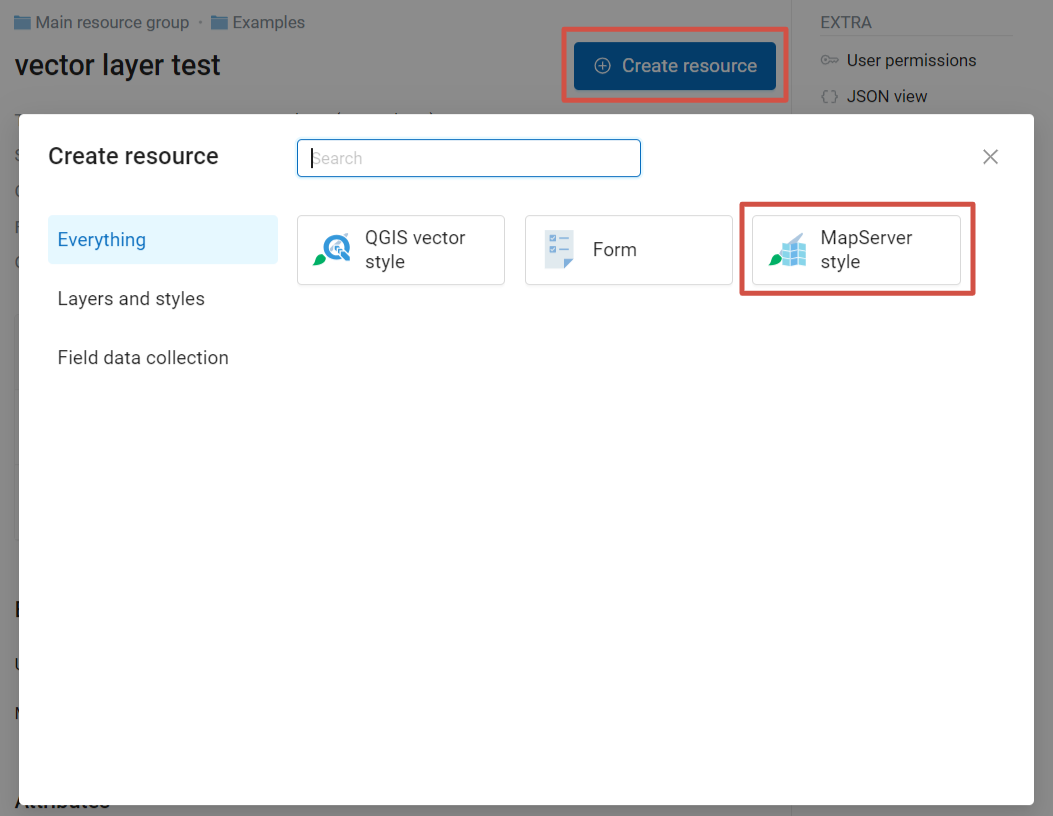 Main resource group · Examples
vector layer test
Create resource
EXTRA
User permissions
JSON view
Create resource
Search
Everything
Layers and styles
Field data collection
QGIS vector
style
Form
MapServer
style